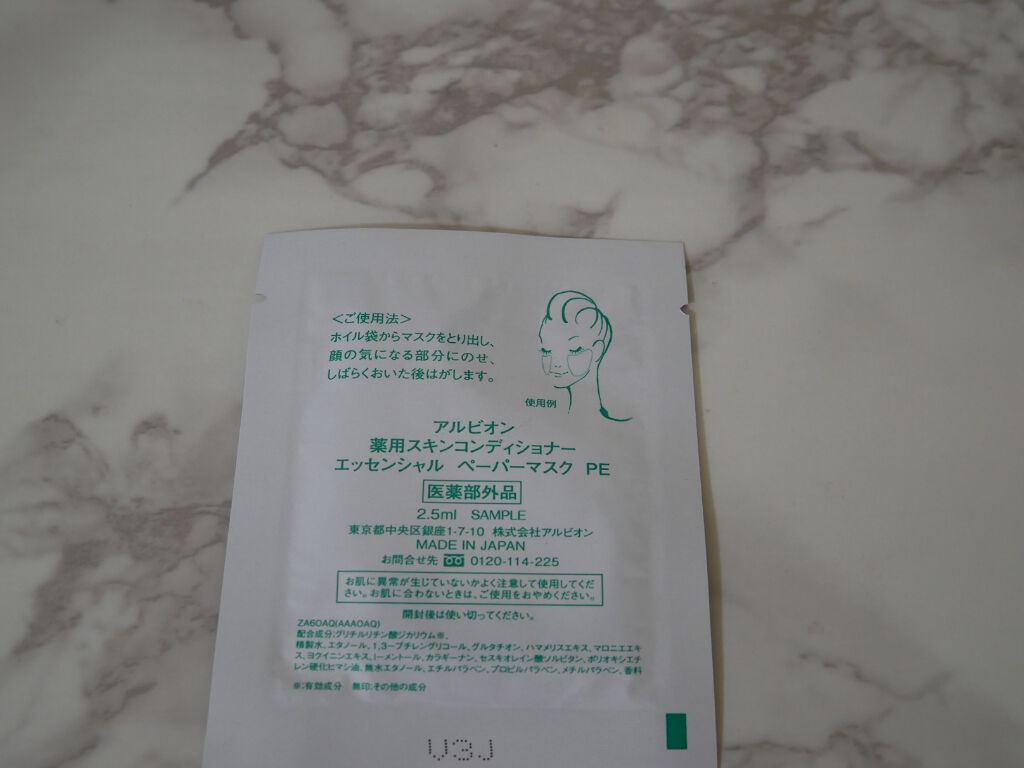 ＜ご使用法＞
ホイル袋からマスクをとり出し、
顔の気になる部分にのせ、
しばらくおいた後はがします。
使用例
アルビオン
薬用スキンコンディショナー
エッセンシャル ペーパーマスク PE
医薬部外品
2.5ml SAMPLE
東京都中央区銀座1-7-10 株式会社アルビオン
MADE IN JAPAN
お問合せ先 0120-114-225
お肌に異常が生じていないかよく注意して使用してくだ
さい。お肌に合わないときは、ご使用をおやめください。
開封後は使い切ってください。
ZA60AQ(AAA0AQ)
配合成分:グリチルリチン酸ジカリウム※、
精製水、エタノール、1,3-ブチレングリコール、グルタチオン、ハマメリスエキス、マロニエエキ
ス、ヨクイニンエキス、l-メントール、カラギーナン、セスキオレイン酸ソルビタン、ポリオキシエチ
レン硬化ヒマシ油、無水エタノール、エチルパラベン、プロピルパラベン、メチルパラベン、香料
※:有効成分 無印:その他の成分
V3J